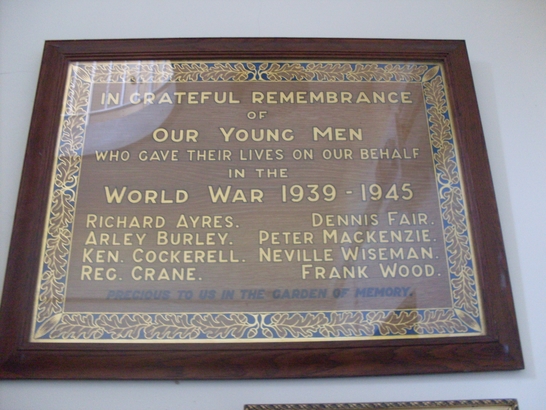 IN GRATEFUL REMEMBRANCE
OF
OUR YOUNG MEN
WHO GAVE THEIR LIVES ON OUR BEHALF
IN THE
WORLD WAR 1939 - 1945
RICHARD AYRES. DENNIS FAIR.
ARLEY BURLEY. PETER MACKENZIE.
KEN. COCKERELL. NEVILLE WISEMAN.
REG. CRANE. FRANK WOOD.
PRECIOUS TO US IN THE GARDEN OF MEMORY.